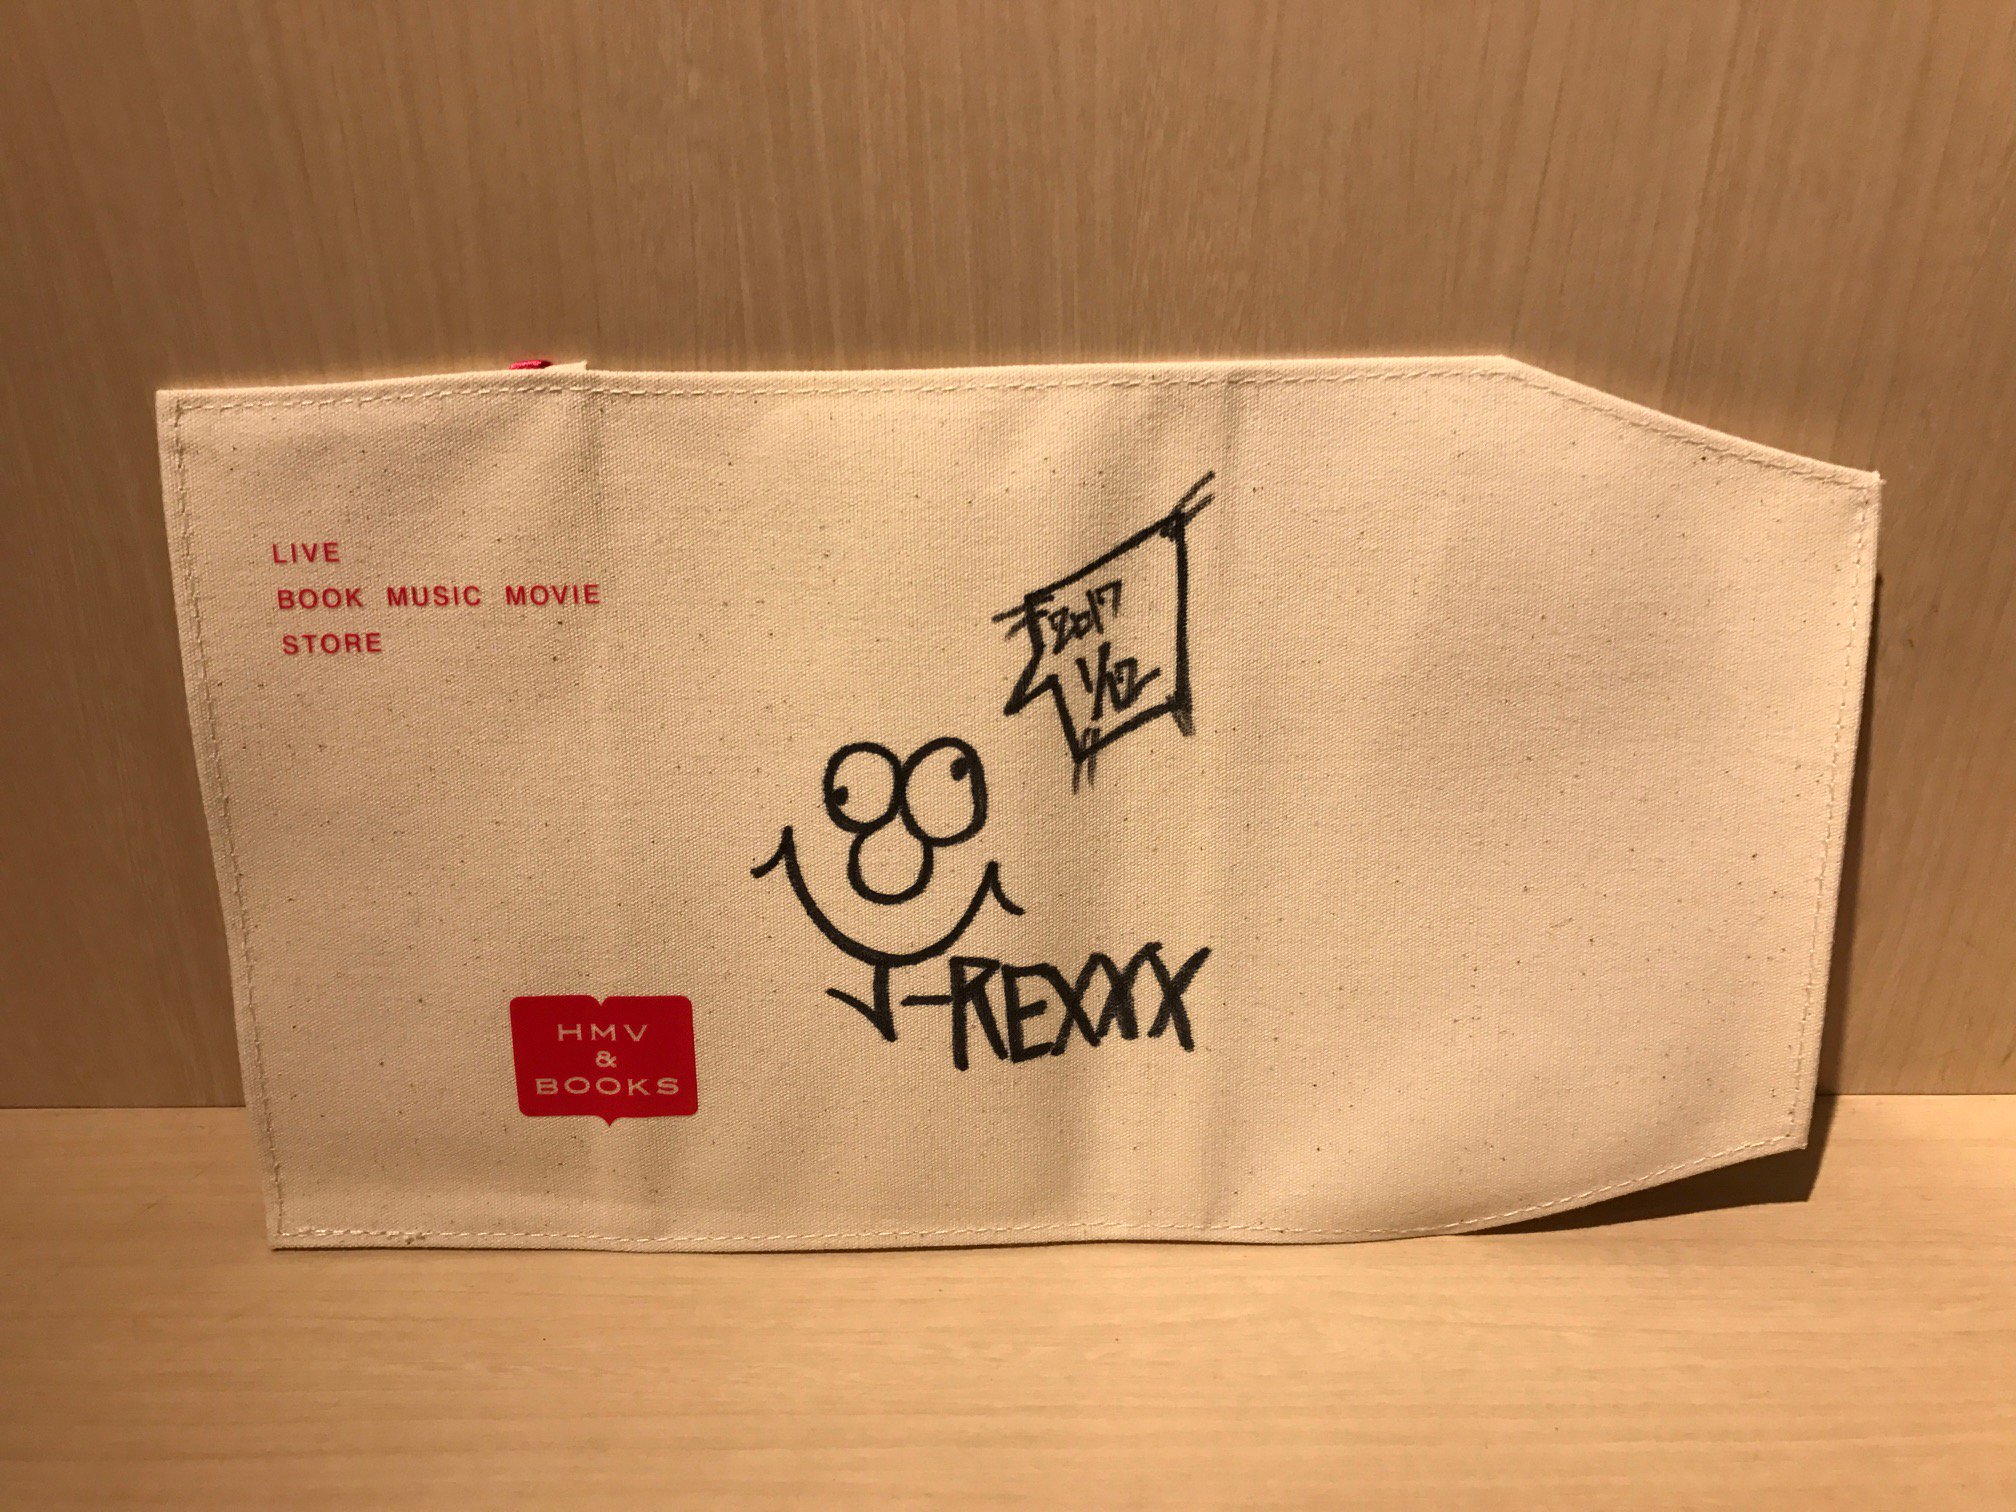 LIVE
BOOK MUSIC MOVIE
STORE
2017
1/12
J-REXXX
HMV
&
BOOKS